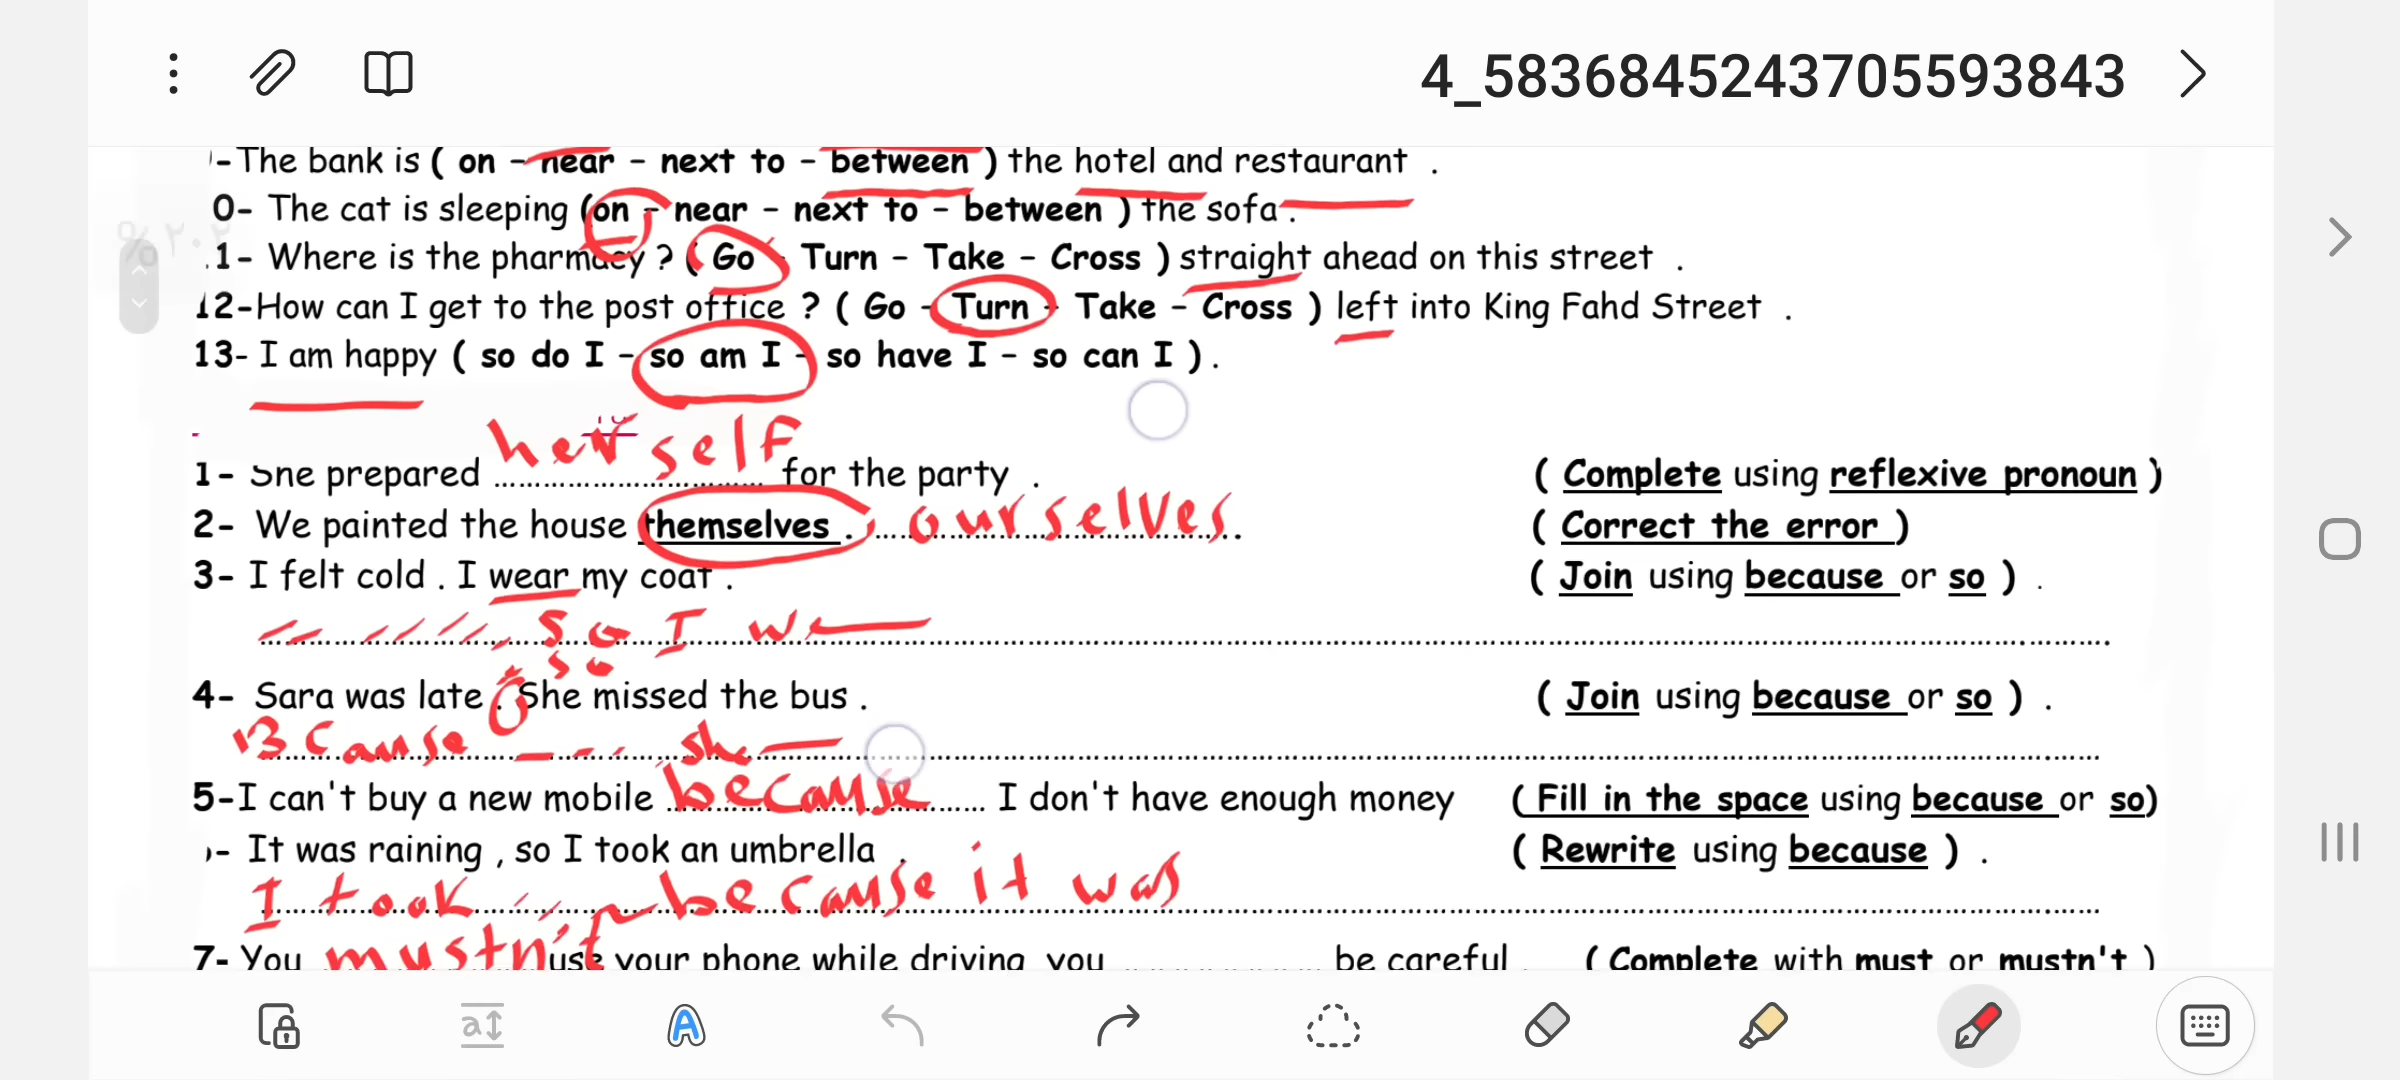 4_5836845243705593843
-The bank is ( on - near - next to - between ) the hotel and restaurant .
0- The cat is sleeping (on - near - next to - between ) the sofa .
.1- Where is the pharmacy ? ( Go - Turn - Take - Cross ) straight ahead on this street .
12-How can I get to the post office ? ( Go - Turn - Take - Cross ) left into King Fahd Street .
13- I am happy ( so do I - so am I - so have I - so can I ) .
1- She prepared herself for the party . ( Complete using reflexive pronoun )
2- We painted the house themselves . ourselves. ( Correct the error )
3- I felt cold . I wear my coat . ( Join using because or so ) .
so I w
so
4- Sara was late . She missed the bus . ( Join using because or so ) .
Bcause she
5-I can't buy a new mobile because I don't have enough money ( Fill in the space using because or so)
- It was raining , so I took an umbrella . ( Rewrite using because ) .
I took because it was
7- You mustn't use your phone while driving you be careful . ( Complete with must or mustn't )